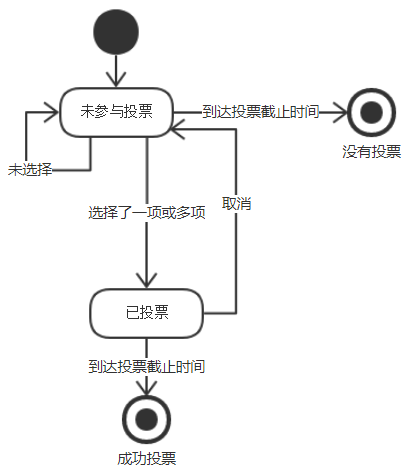 未参与投票
到达投票截止时间
没有投票
未选择
选择了一项或多项
取消
已投票
到达投票截止时间
成功投票